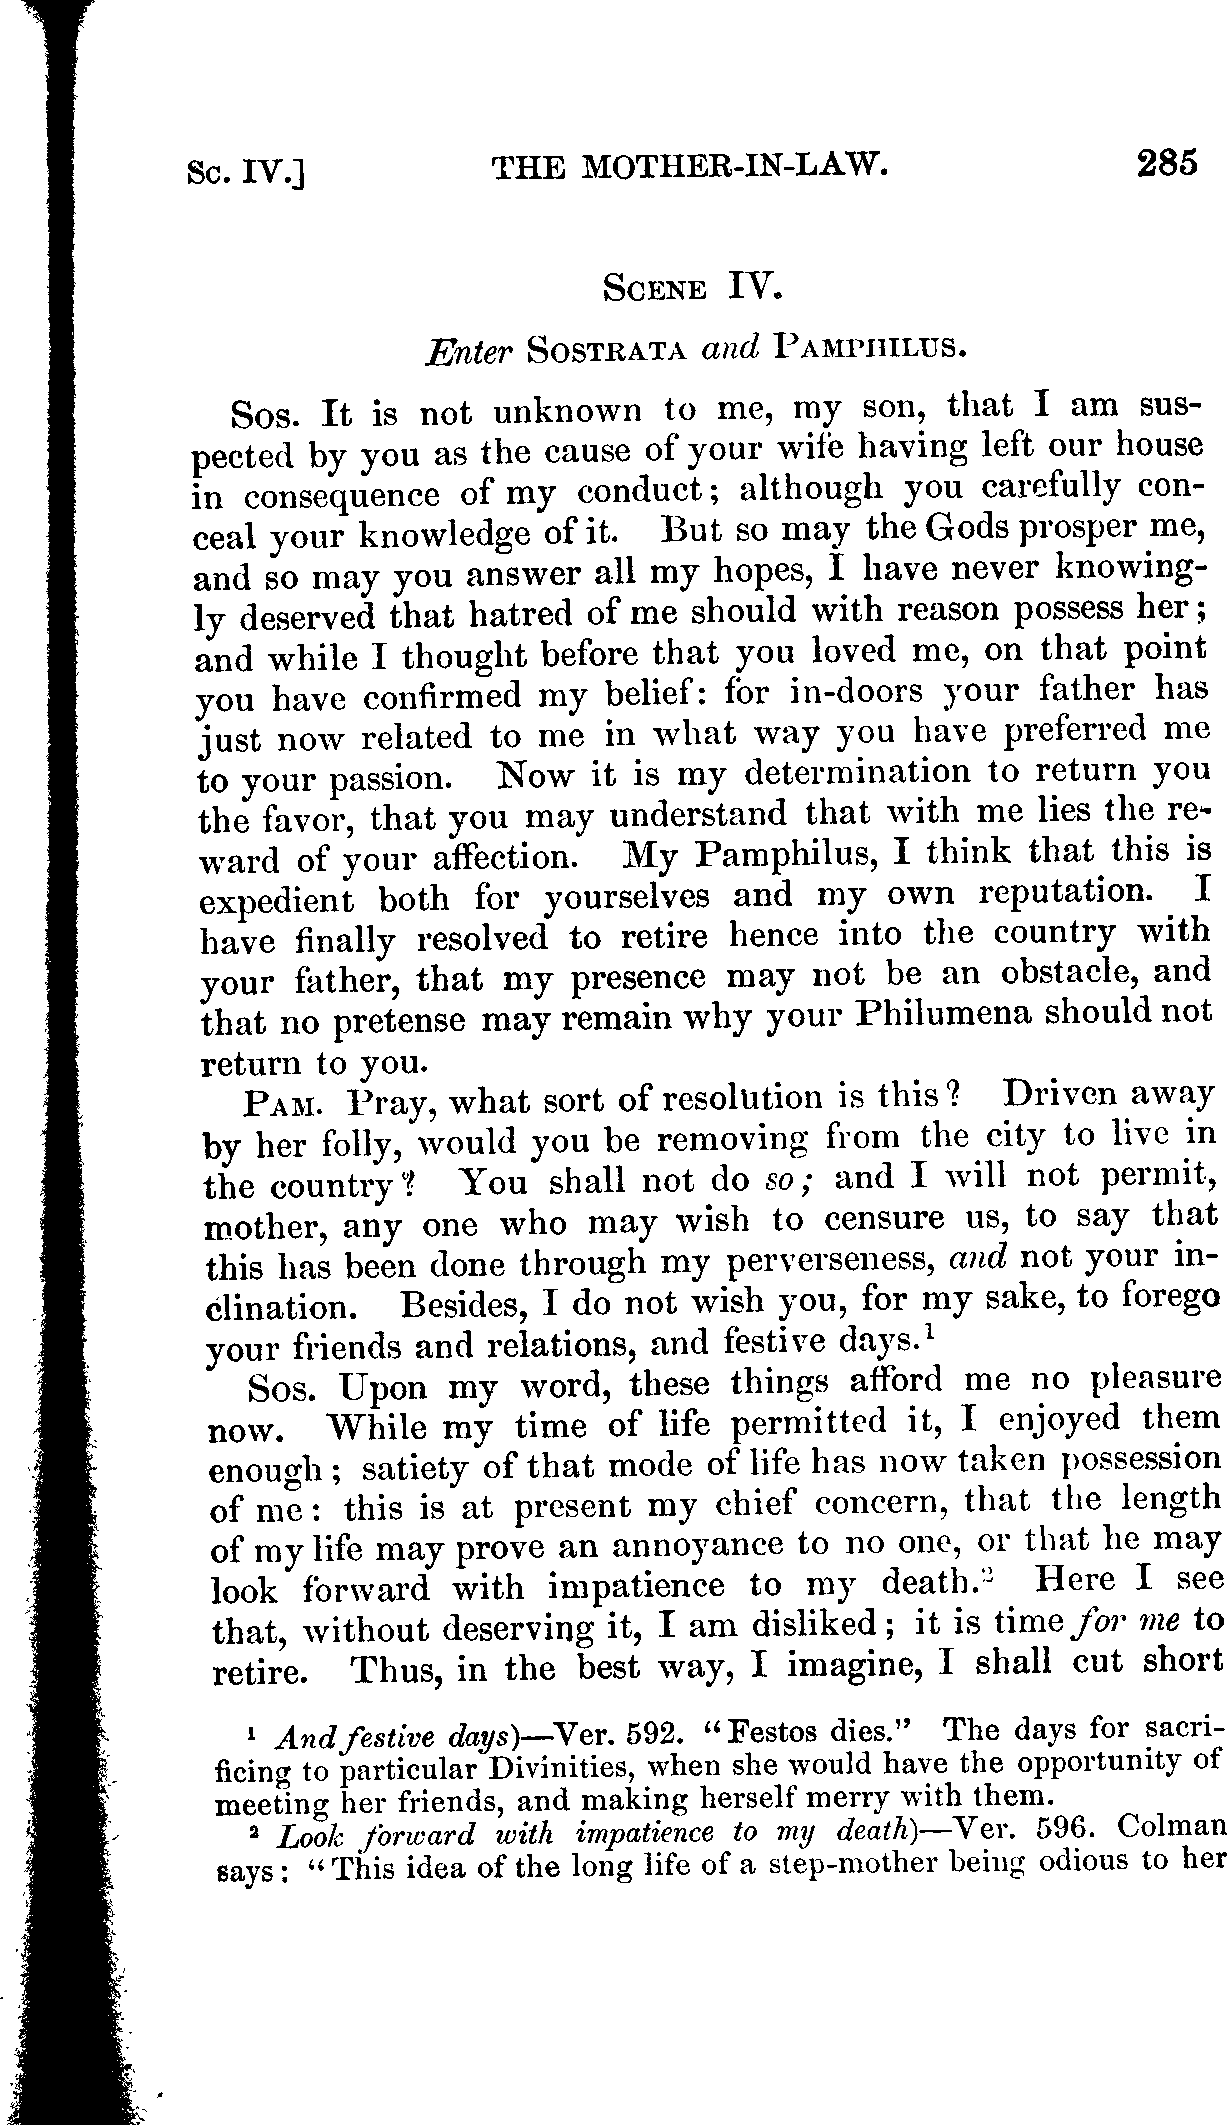 Sc. IV.] THE MOTHER-IN-LAW. 285
Scene IV.
Enter Sostrata and Pamphilus.
Sos. It is not unknown to me, my son, that I am sus-
pected by you as the cause of your wife having left our house
in consequence of my conduct; although you carefully con-
ceal your knowledge of it. But so may the Gods prosper me,
and so may you answer all my hopes, I have never knowing-
ly deserved that hatred of me should with reason possess her;
and while I thought before that you loved me, on that point
you have confirmed my belief: for in-doors your father has
just now related to me in what way you have preferred me
to your passion. Now it is my determination to return you
the favor, that you may understand that with me lies the re-
ward of your affection. My Pamphilus, I think that this is
expedient both for yourselves and my own reputation. I
have finally resolved to retire hence into the country with
your father, that my presence may not be an obstacle, and
that no pretense may remain why your Philumena should not
return to you.
Pam. Pray, what sort of resolution is this? Driven away
by her folly, would you be removing from the city to live in
the country? You shall not do so; and I will not permit,
mother, any one who may wish to censure us, to say that
this has been done through my perverseness, and not your in-
clination. Besides, I do not wish you, for my sake, to forego
your friends and relations, and festive days.¹
Sos. Upon my word, these things afford me no pleasure
now. While my time of life permitted it, I enjoyed them
enough; satiety of that mode of life has now taken possession
of me: this is at present my chief concern, that the length
of my life may prove an annoyance to no one, or that he may
look forward with impatience to my death.² Here I see
that, without deserving it, I am disliked; it is time for me to
retire. Thus, in the best way, I imagine, I shall cut short
¹ And festive days)—Ver. 592. "Festos dies." The days for sacri-
ficing to particular Divinities, when she would have the opportunity of
meeting her friends, and making herself merry with them.
² Look forward with impatience to my death)—Ver. 596. Colman
says: "This idea of the long life of a step-mother being odious to her